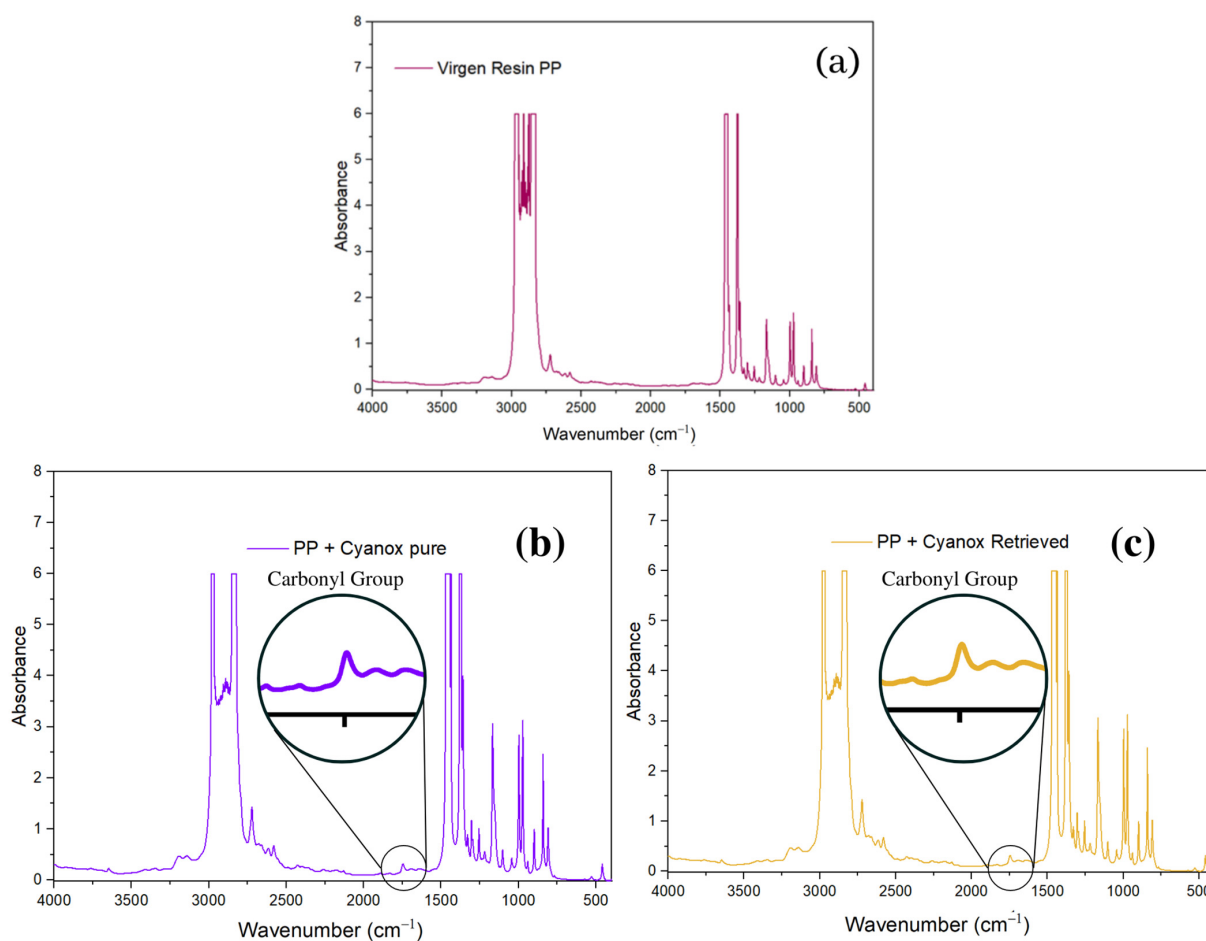 (a)
Virgen Resin PP
8
7
6
5
4
3
2
1
0
Absorbance
4000 3500 3000 2500 2000 1500 1000 500
Wavenumber (cm⁻¹)
(b)
PP + Cyanox pure
Carbonyl Group
8
7
6
5
4
3
2
1
0
Absorbance
4000 3500 3000 2500 2000 1500 1000 500
Wavenumber (cm⁻¹)
(c)
PP + Cyanox Retrieved
Carbonyl Group
8
7
6
5
4
3
2
1
0
Absorbance
4000 3500 3000 2500 2000 1500 1000 500
Wavenumber (cm⁻¹)